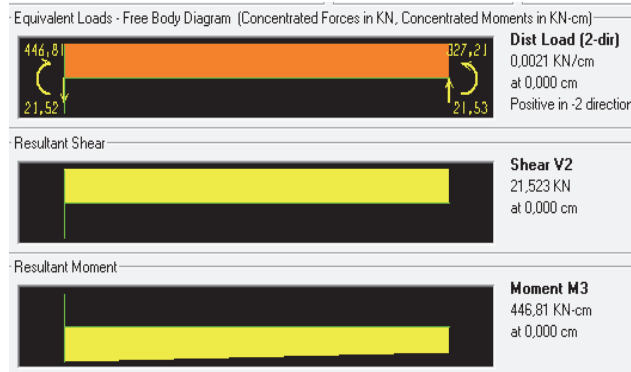 Equivalent Loads - Free Body Diagram (Concentrated Forces in KN, Concentrated Moments in KN-cm)
446,81
327,21
21,52
21,53
Dist Load (2-dir)
0,0021 KN/cm
at 0,000 cm
Positive in -2 direction
Resultant Shear
Shear V2
21,523 KN
at 0,000 cm
Resultant Moment
Moment M3
446,81 KN-cm
at 0,000 cm